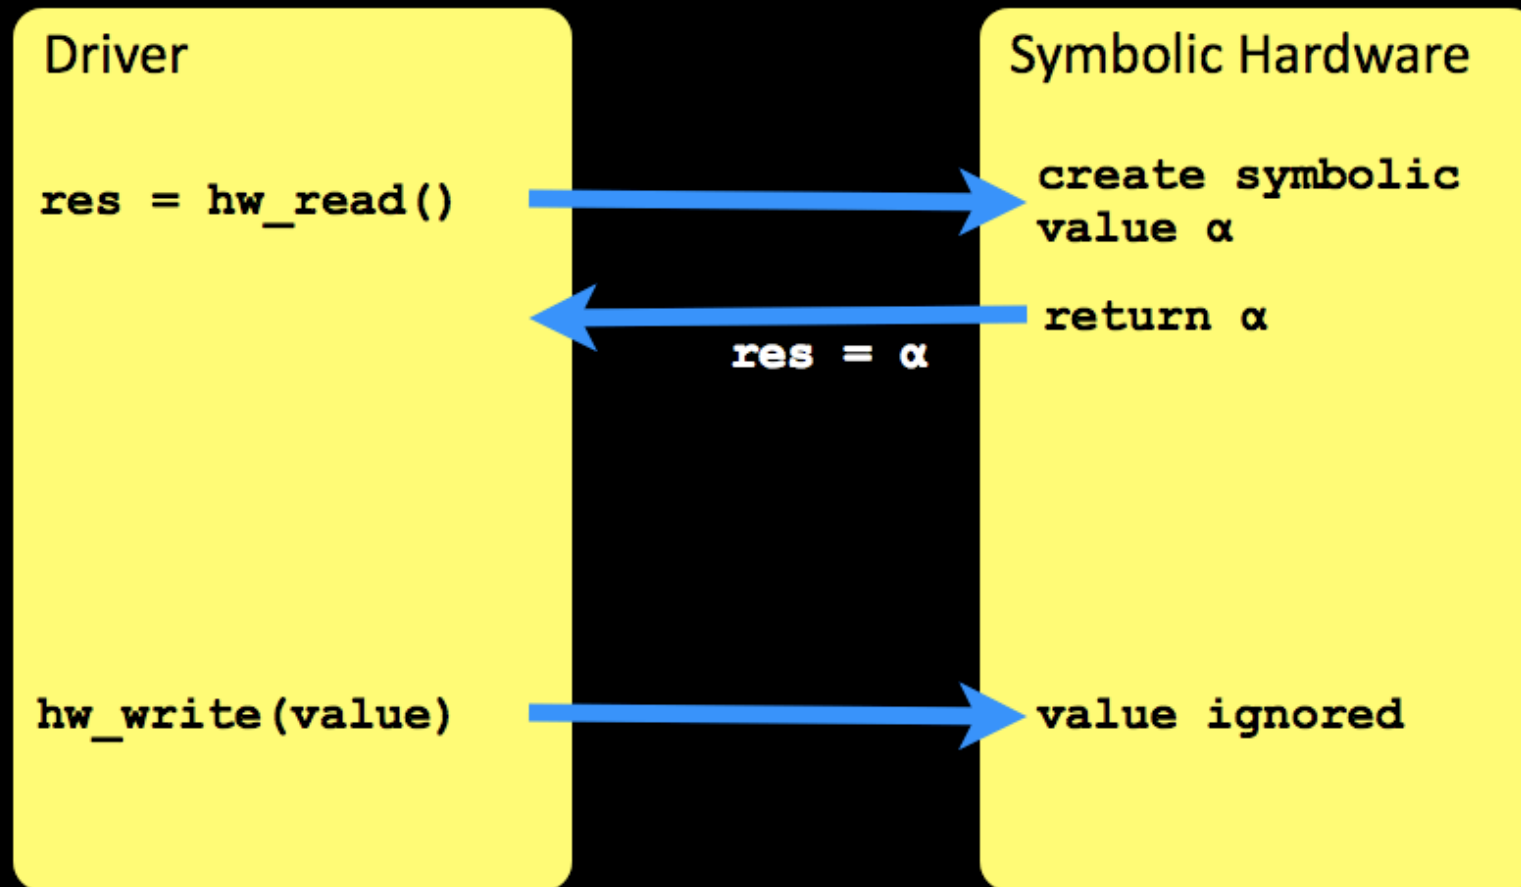 Driver
Symbolic Hardware
res = hw_read()
create symbolic
value α
return α
res = α
hw_write(value)
value ignored